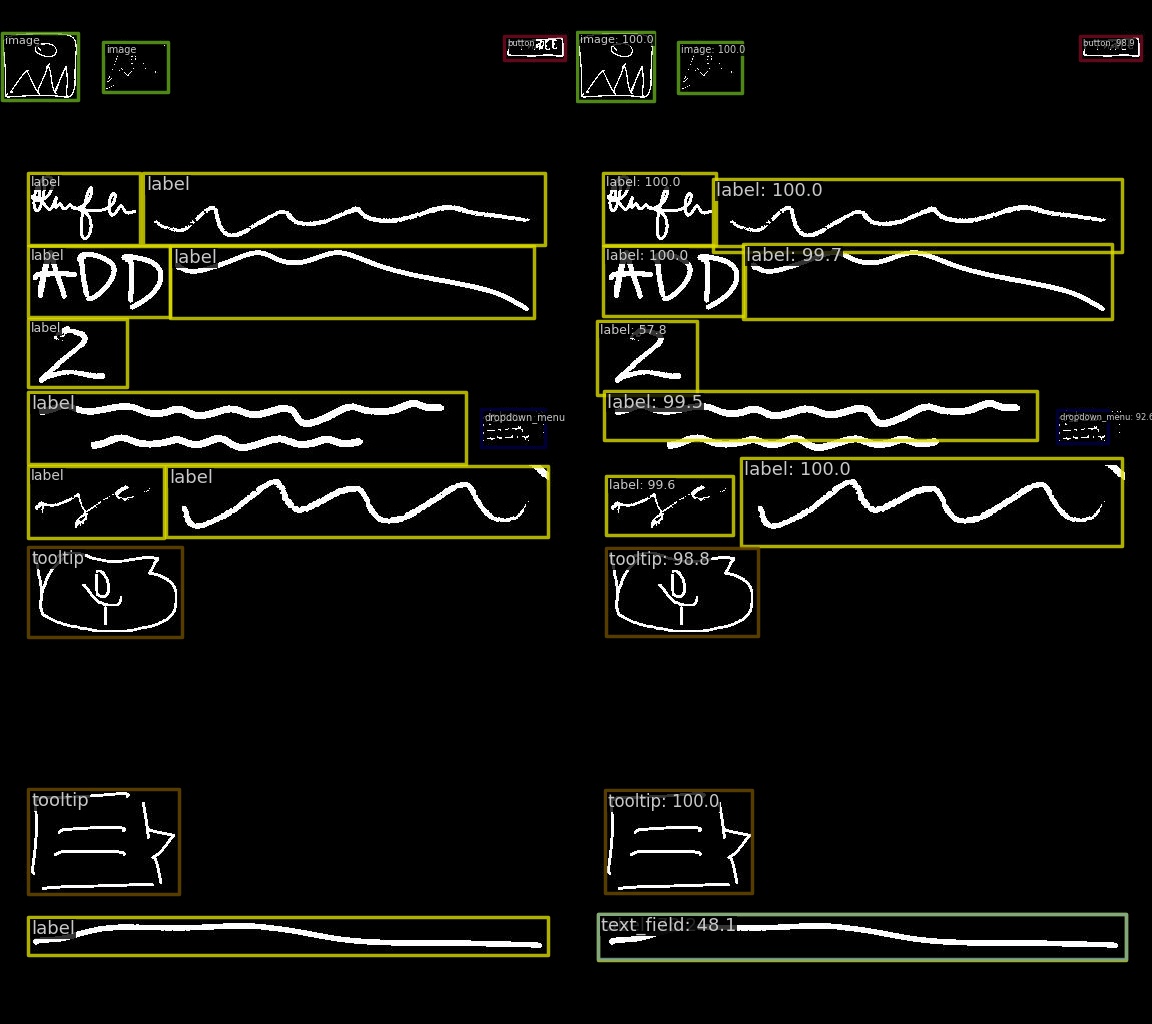 image image button image: 100.0 image: 100.0 button: 98.9
label label label: 100.0 label: 100.0
label label label: 100.0 label: 99.7
ADD ADD
label label: 57.8
2 2
label label: 99.5
dropdown_menu dropdown_menu: 92.6
label label label: 99.6 label: 100.0
tooltip tooltip: 98.8
tooltip tooltip: 100.0
label text_field: 48.1